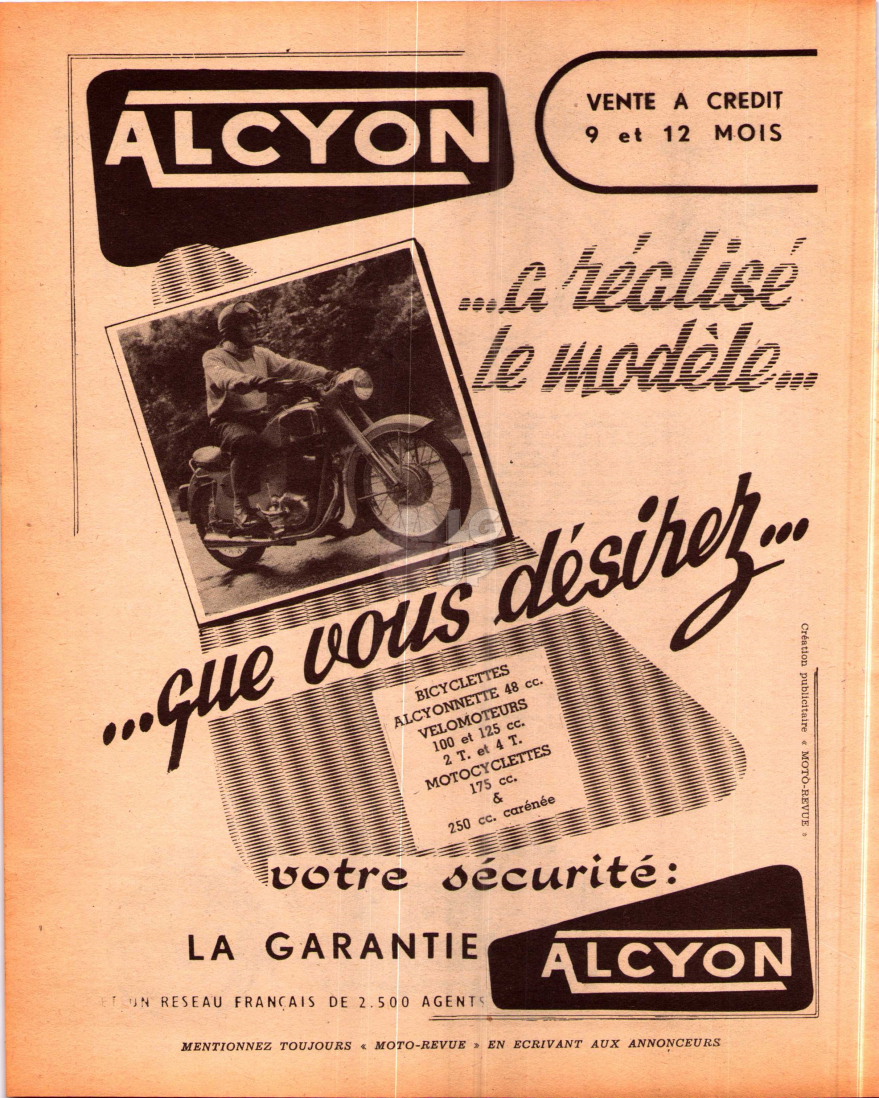 ALCYON
VENTE A CREDIT
9 et 12 MOIS
...a réalisé
le modèle...
...que vous désirez...
BICYCLETTES
ALCYONNETTE 48 cc.
VELOMOTEURS
100 et 125 cc.
2 T. et 4 T.
MOTOCYCLETTES
175 cc.
&
250 cc. carénée
Création publicitaire « MOTO-REVUE »
votre sécurité :
LA GARANTIE
ALCYON
ET UN RESEAU FRANÇAIS DE 2.500 AGENTS
MENTIONNEZ TOUJOURS « MOTO-REVUE » EN ECRIVANT AUX ANNONCEURS